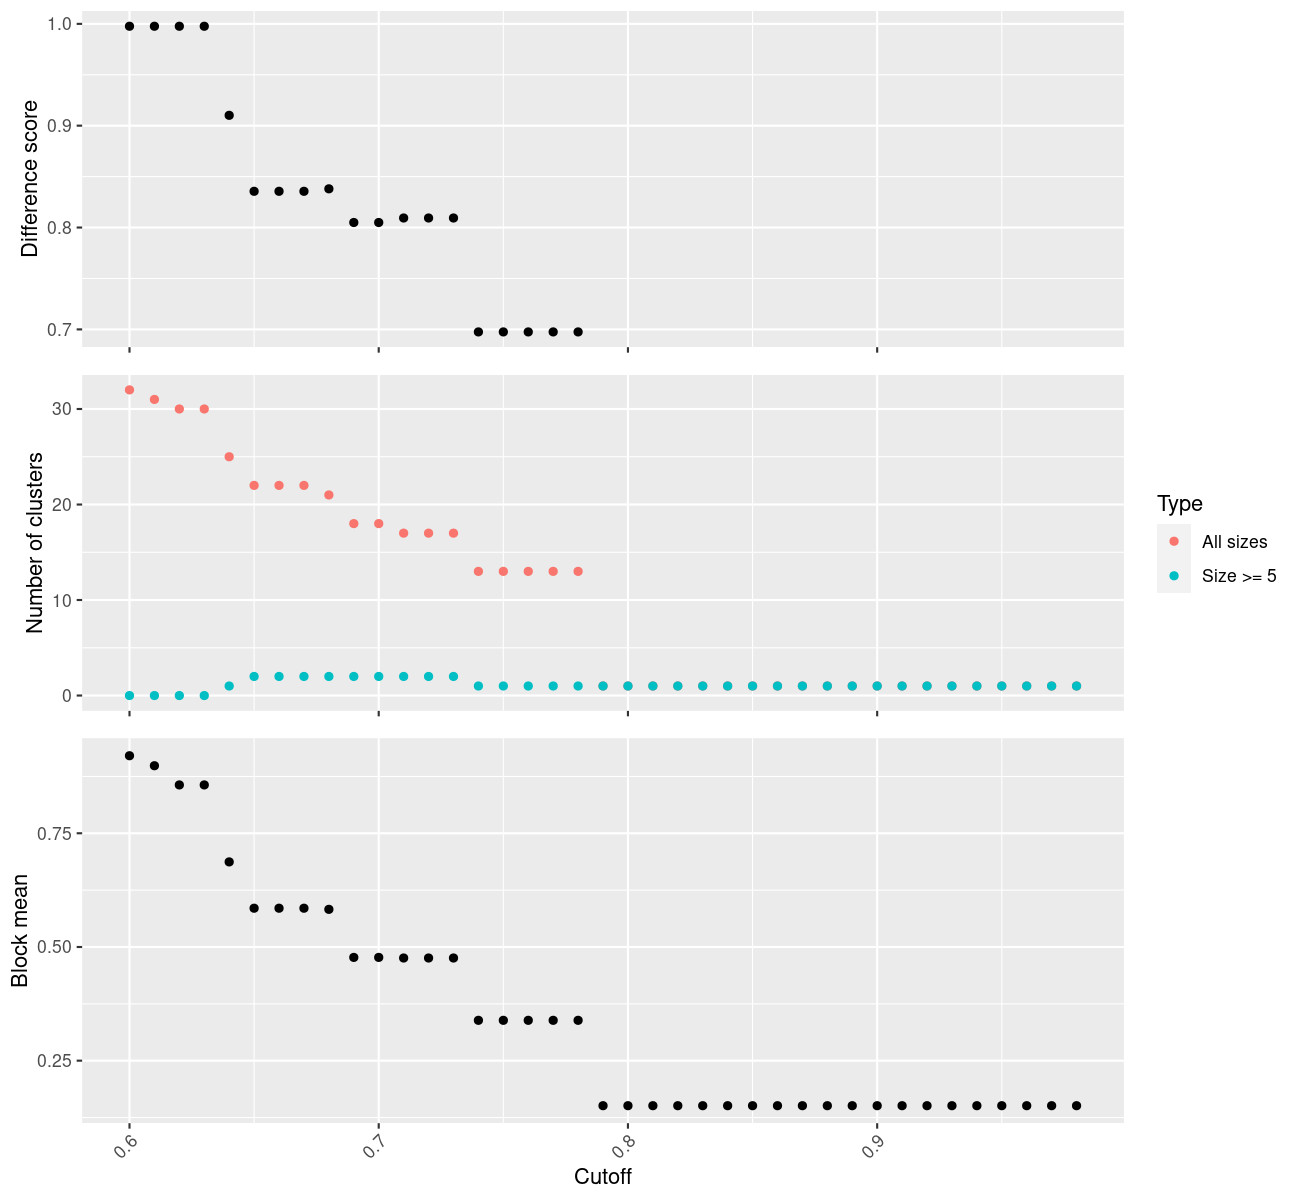 1.0
0.9
0.8
0.7
Difference score
30
20
10
0
Number of clusters
Type
All sizes
Size >= 5
0.75
0.50
0.25
Block mean
0.6
0.7
0.8
0.9
Cutoff